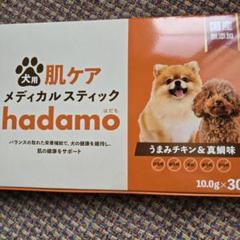 国産
無添加
犬用 肌ケア
メディカル スティック
hadamo
はだも
バランスの取れた栄養補給で、犬の健康を維持し、
肌の健康をサポート
うまみチキン&真鯛味
10.0g×30